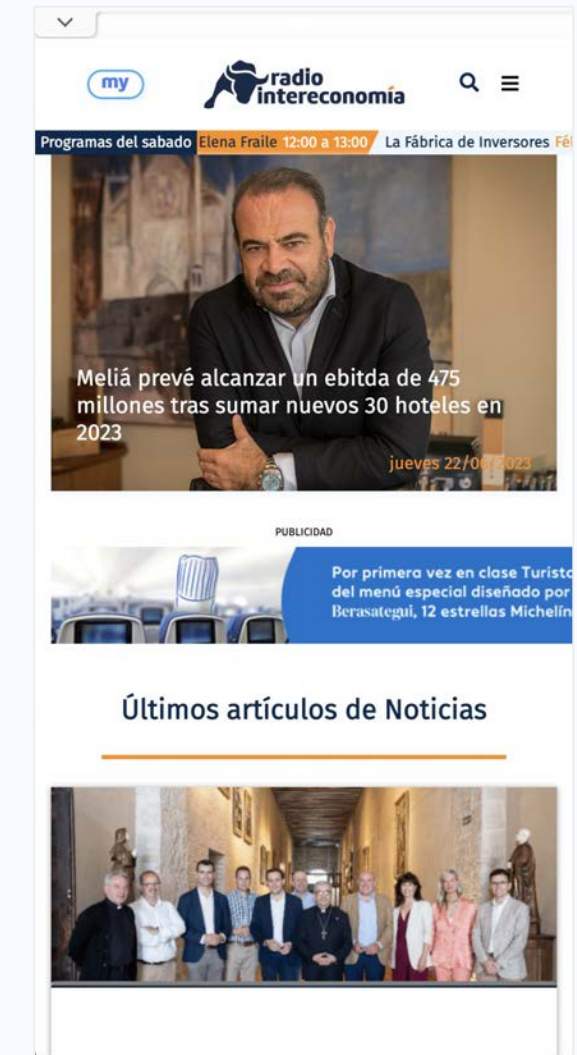 my
radio
intereconomía
Programas del sabado Elena Fraile 12:00 a 13:00 La Fábrica de Inversores
Meliá prevé alcanzar un ebitda de 475
millones tras sumar nuevos 30 hoteles en
2023
jueves 22/06/2023
PUBLICIDAD
Por primera vez en clase
del menú especial diseñado por
Berasategui, 12 estrellas
Últimos artículos de Noticias